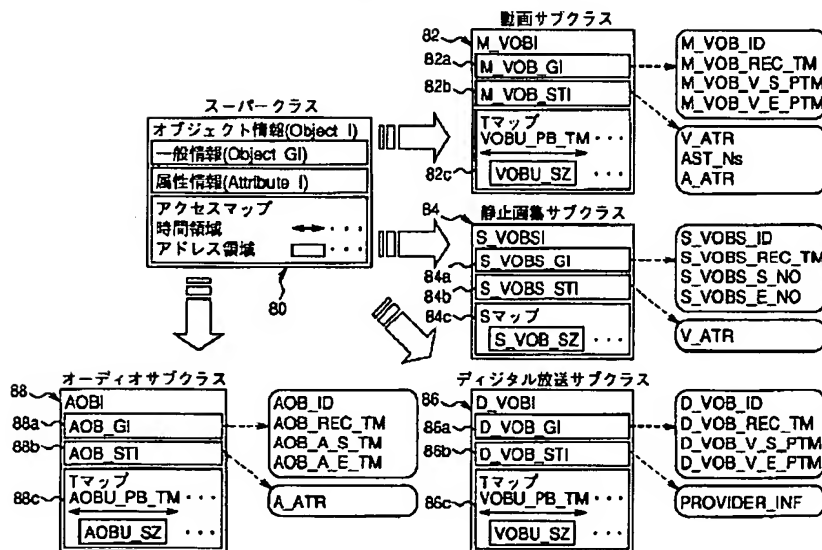 動画サブクラス
82
M_VOBI
82a
M_VOB_GI
82b
M_VOB_STI
Tマップ
VOBU_PB_TM ・・・
82c
VOBU_SZ ・・・
M_VOB_ID
M_VOB_REC_TM
M_VOB_V_S_PTM
M_VOB_V_E_PTM
V_ATR
AST_Ns
A_ATR
スーパークラス
オブジェクト情報(Object I)
一般情報(Object GI)
属性情報(Attribute I)
アクセスマップ
時間領域 ・・・
アドレス領域 ・・・
80
静止画集サブクラス
84
S_VOBSI
84a
S_VOBS_GI
84b
S_VOBS_STI
84c
Sマップ
S_VOB_SZ ・・・
S_VOBS_ID
S_VOBS_REC_TM
S_VOBS_S_NO
S_VOBS_E_NO
V_ATR
オーディオサブクラス
88
AOBI
88a
AOB_GI
88b
AOB_STI
Tマップ
88c
AOBU_PB_TM ・・・
AOBU_SZ ・・・
AOB_ID
AOB_REC_TM
AOB_A_S_TM
AOB_A_E_TM
A_ATR
ディジタル放送サブクラス
86
D_VOBI
86a
D_VOB_GI
86b
D_VOB_STI
Tマップ
VOBU_PB_TM ・・・
86c
VOBU_SZ ・・・
D_VOB_ID
D_VOB_REC_TM
D_VOB_V_S_PTM
D_VOB_V_E_PTM
PROVIDER_INF